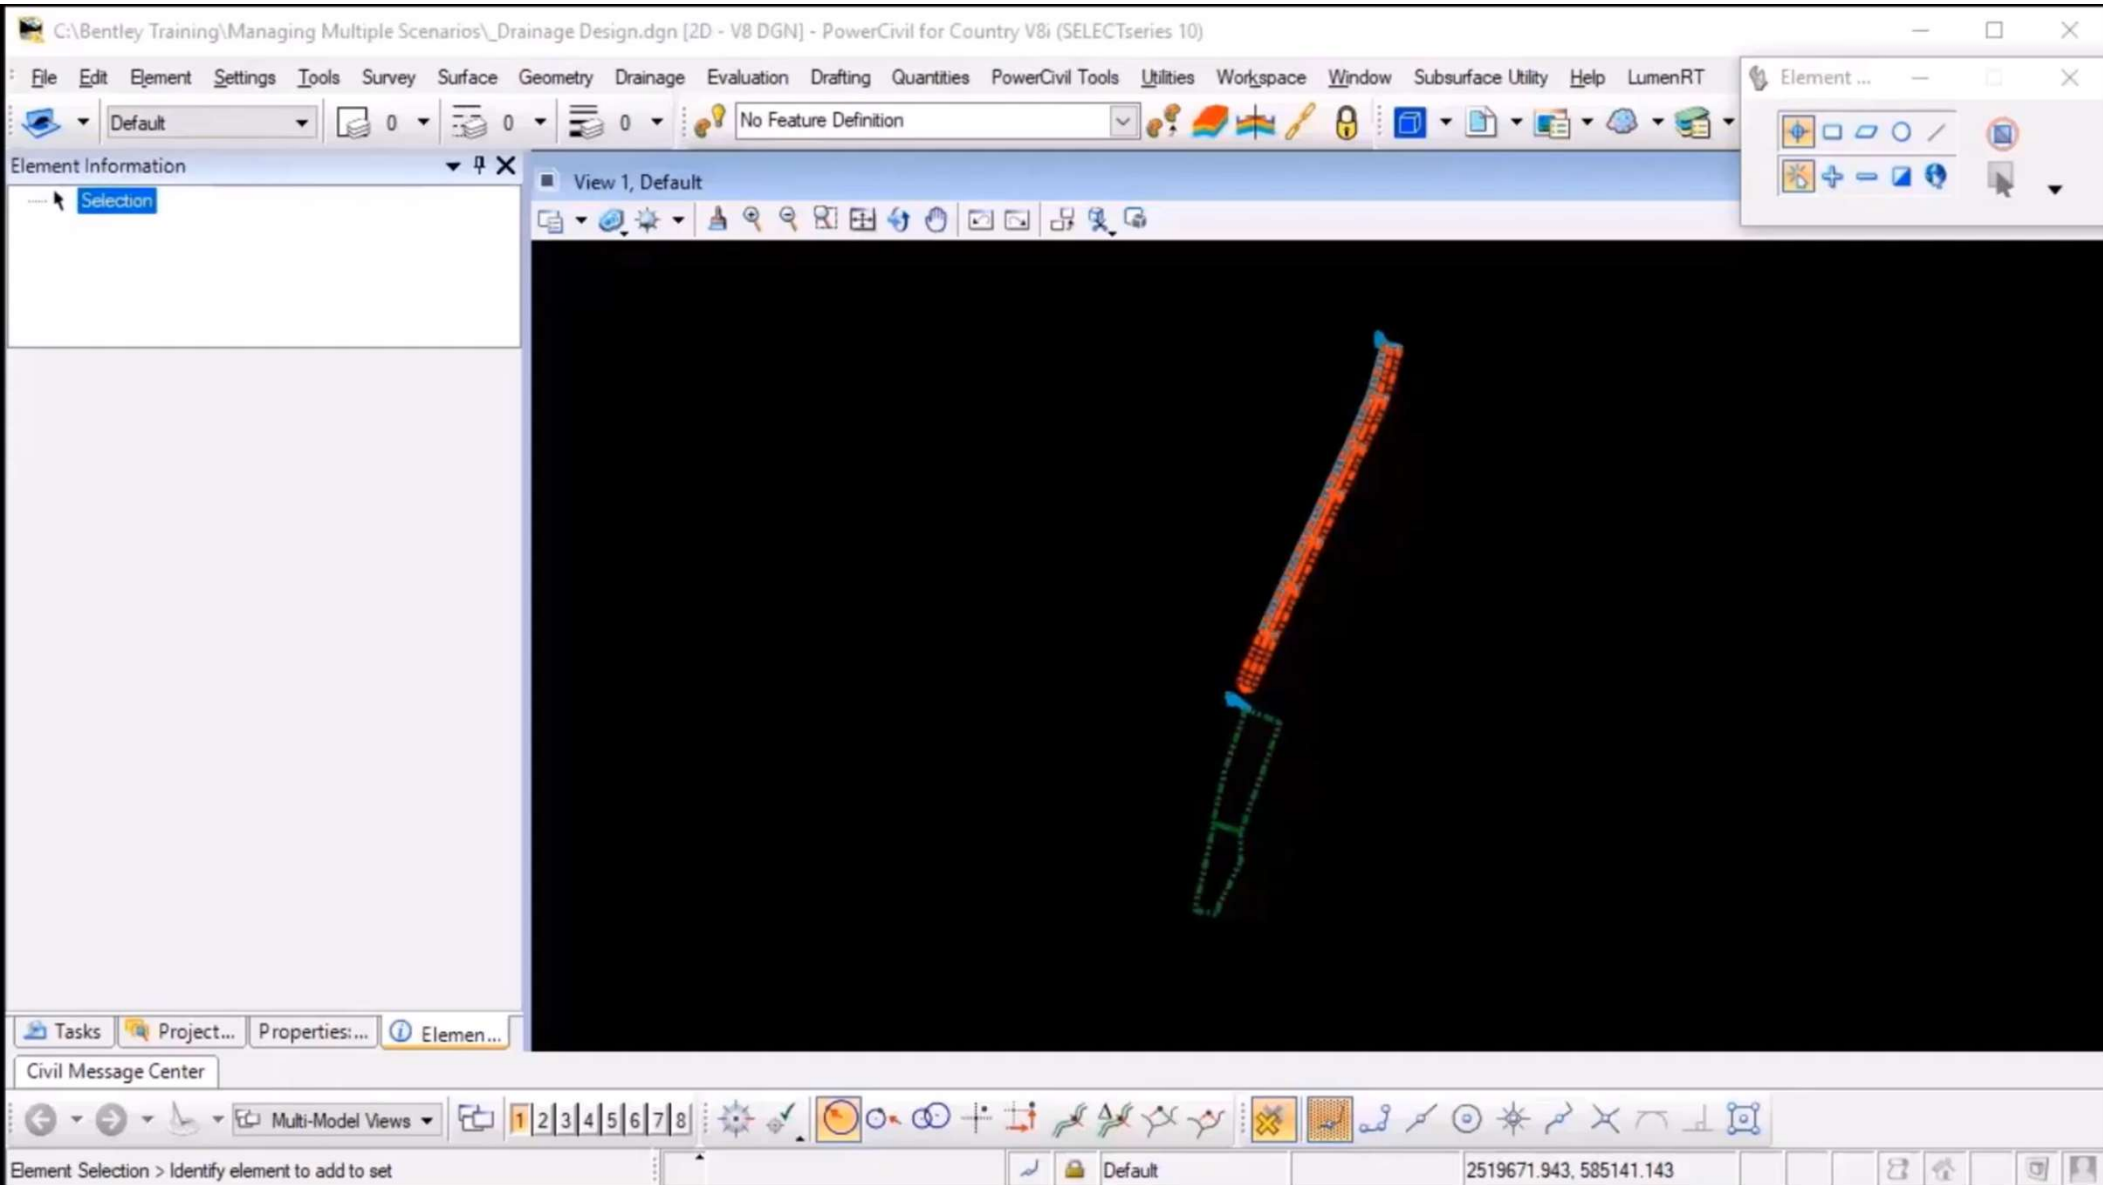 C:\Bentley Training\Managing Multiple Scenarios\_Drainage Design.dgn [2D - V8 DGN] - PowerCivil for Country V8i (SELECTseries 10)
File Edit Element Settings Tools Survey Surface Geometry Drainage Evaluation Drafting Quantities PowerCivil Tools Utilities Workspace Window Subsurface Utility Help LumenRT
Element ...
Default 0 0 0 No Feature Definition
Element Information
Selection
View 1, Default
Tasks Project... Properties:... Elemen...
Civil Message Center
Multi-Model Views 1 2 3 4 5 6 7 8
Element Selection > Identify element to add to set
Default
2519671.943, 585141.143